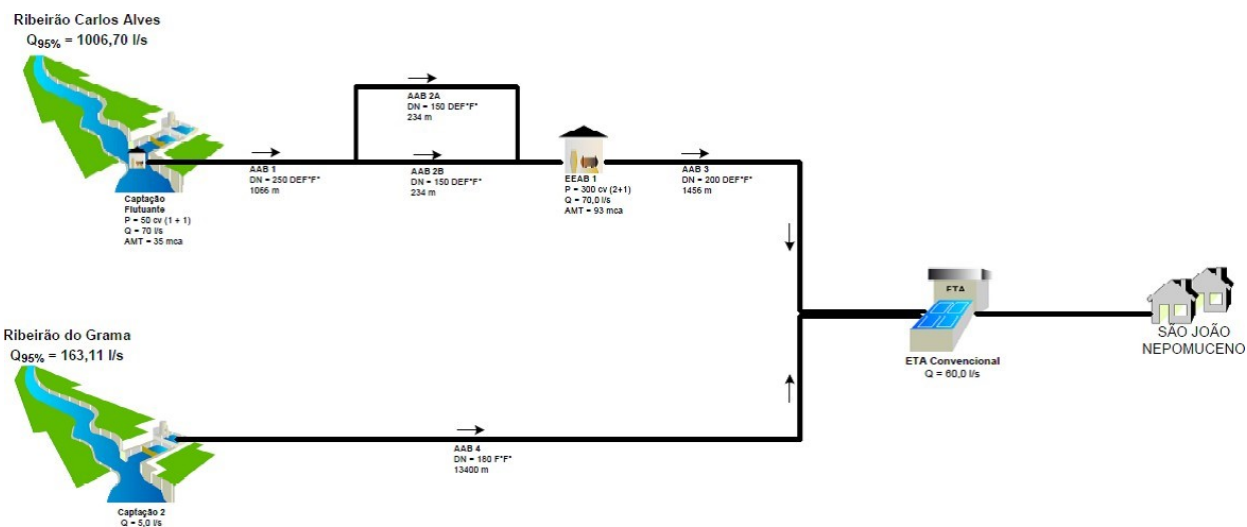 Ribeirão Carlos Alves
Q95% = 1006,70 l/s
AAB 2A
DN = 150 DEF°F°
234 m
AAB 1
DN = 250 DEF°F°
1066 m
AAB 2B
DN = 150 DEF°F°
234 m
EEAB 1
P = 300 cv (2+1)
Q = 70,0 l/s
AMT = 93 mca
AAB 3
DN = 200 DEF°F°
1456 m
Captação
Flutuante
P = 50 cv (1 + 1)
Q = 70 l/s
AMT = 35 mca
ETA
ETA Convencional
Q = 60,0 l/s
SÃO JOÃO
NEPOMUCENO
Ribeirão do Grama
Q95% = 163,11 l/s
AAB 4
DN = 180 F°F°
13400 m
Captação 2
Q = 5,0 l/s